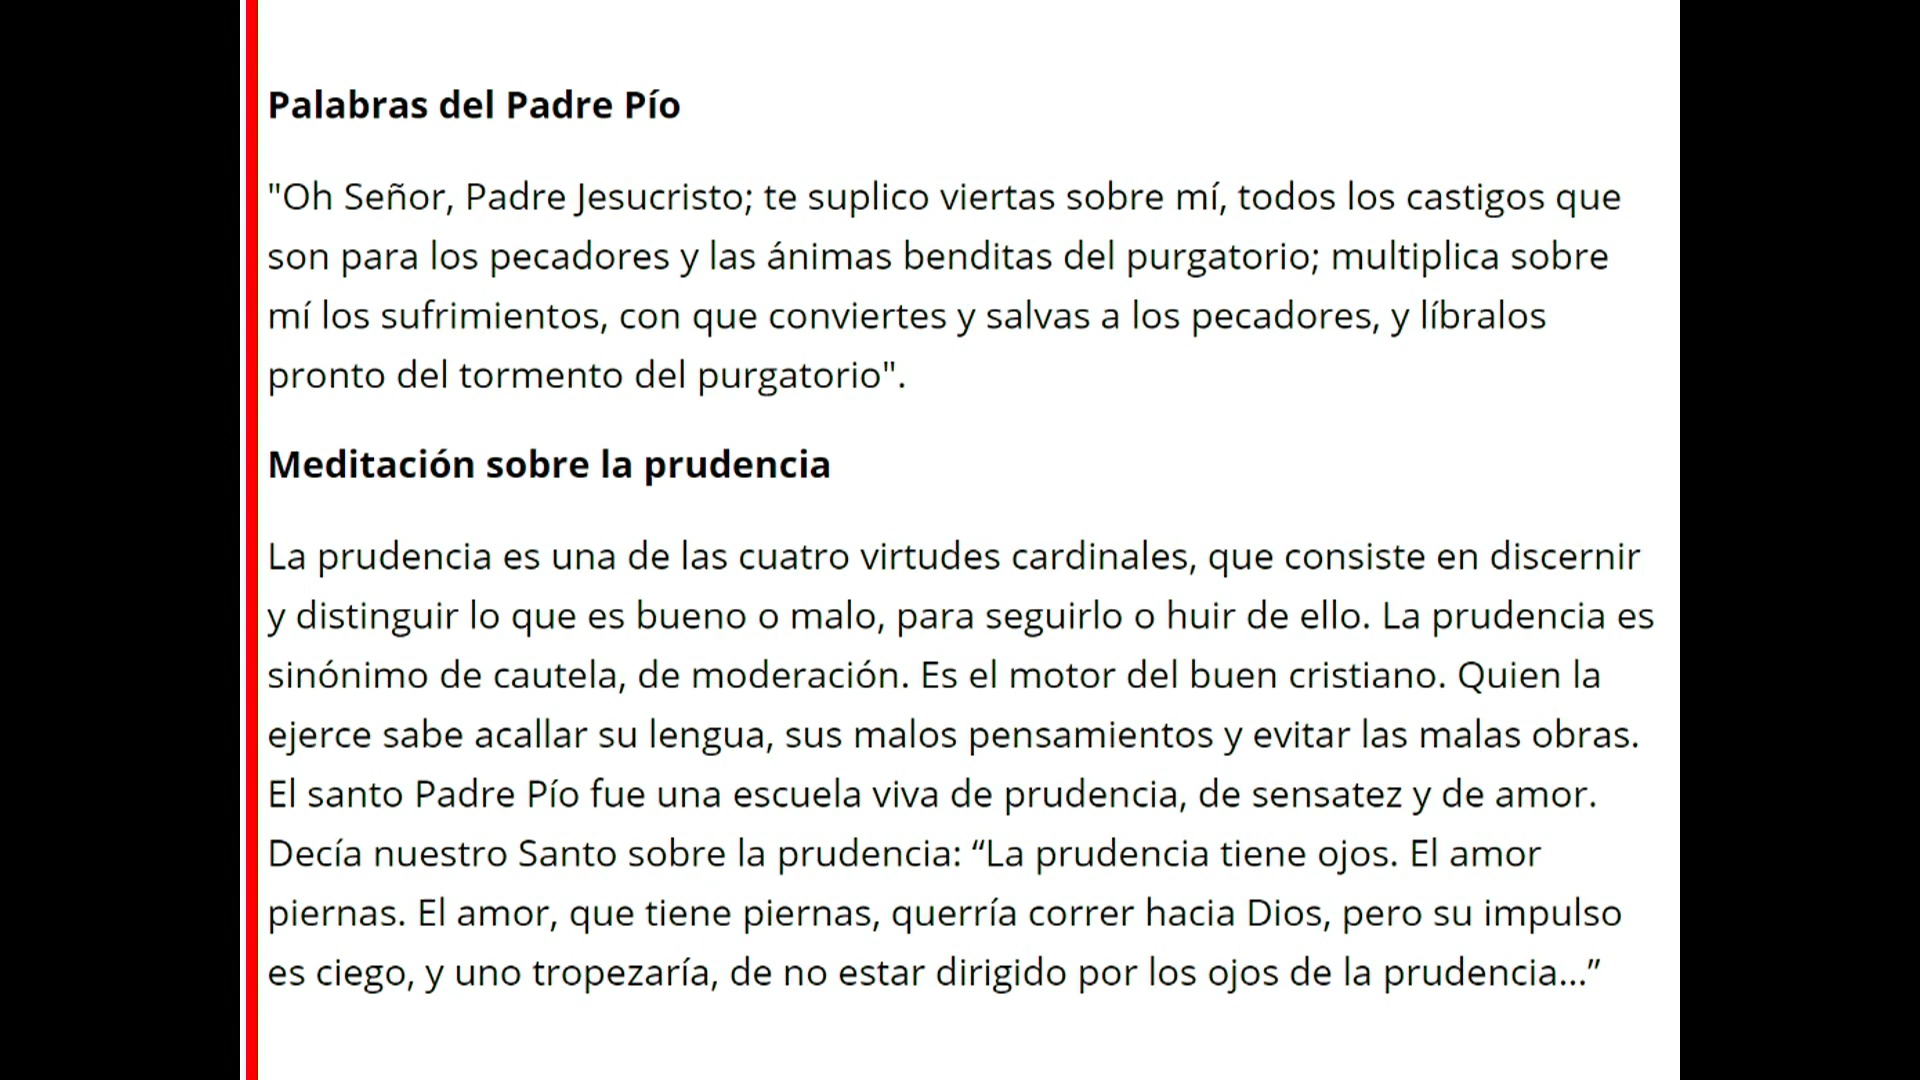 Palabras del Padre Pío
"Oh Señor, Padre Jesucristo; te suplico viertas sobre mí, todos los castigos que
son para los pecadores y las ánimas benditas del purgatorio; multiplica sobre
mí los sufrimientos, con que conviertes y salvas a los pecadores, y líbralos
pronto del tormento del purgatorio".
Meditación sobre la prudencia
La prudencia es una de las cuatro virtudes cardinales, que consiste en discernir
y distinguir lo que es bueno o malo, para seguirlo o huir de ello. La prudencia es
sinónimo de cautela, de moderación. Es el motor del buen cristiano. Quien la
ejerce sabe acallar su lengua, sus malos pensamientos y evitar las malas obras.
El santo Padre Pío fue una escuela viva de prudencia, de sensatez y de amor.
Decía nuestro Santo sobre la prudencia: “La prudencia tiene ojos. El amor
piernas. El amor, que tiene piernas, querría correr hacia Dios, pero su impulso
es ciego, y uno tropezaría, de no estar dirigido por los ojos de la prudencia...”